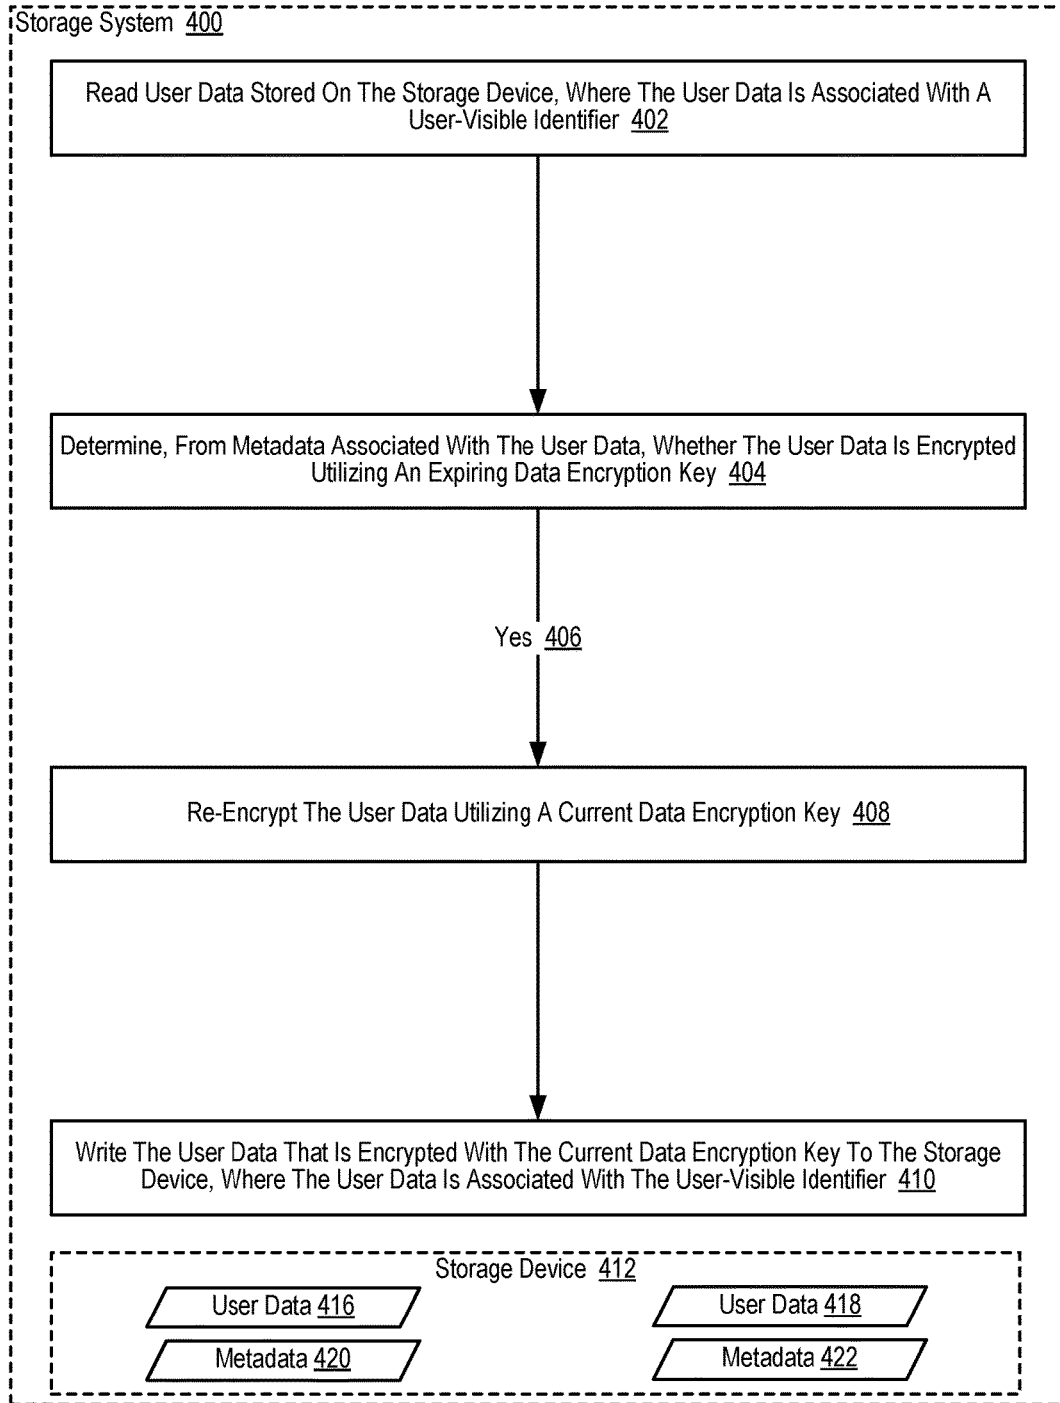 Storage System 400
Read User Data Stored On The Storage Device, Where The User Data Is Associated With A
User-Visible Identifier 402
Determine, From Metadata Associated With The User Data, Whether The User Data Is Encrypted
Utilizing An Expiring Data Encryption Key 404
Yes 406
Re-Encrypt The User Data Utilizing A Current Data Encryption Key 408
Write The User Data That Is Encrypted With The Current Data Encryption Key To The Storage
Device, Where The User Data Is Associated With The User-Visible Identifier 410
Storage Device 412
User Data 416
User Data 418
Metadata 420
Metadata 422